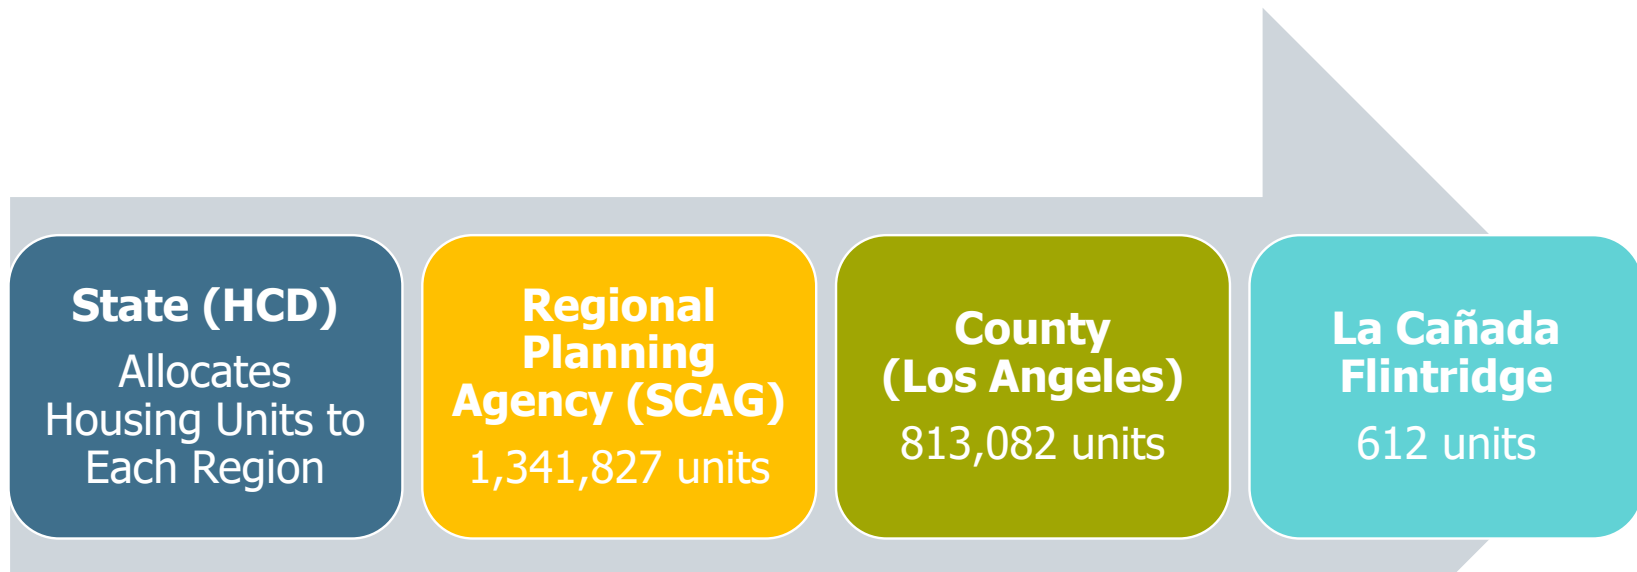 State (HCD)
Allocates
Housing Units to
Each Region
Regional
Planning
Agency (SCAG)
1,341,827 units
County
(Los Angeles)
813,082 units
La Cañada
Flintridge
612 units